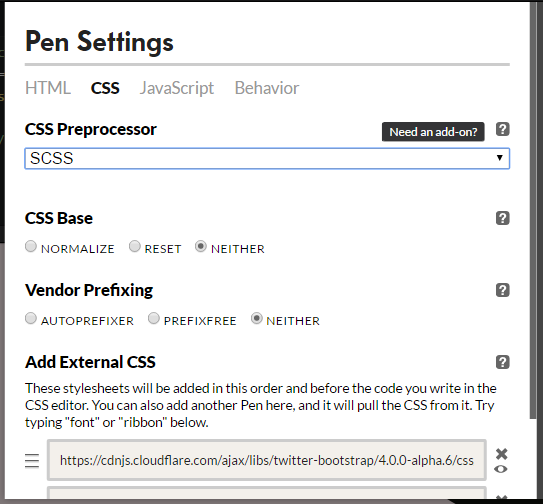 Pen Settings
HTML CSS JavaScript Behavior
CSS Preprocessor Need an add-on? ?
SCSS
CSS Base ?
NORMALIZE RESET NEITHER
Vendor Prefixing ?
AUTOPREFIXER PREFIXFREE NEITHER
Add External CSS ?
These stylesheets will be added in this order and before the code you write in the
CSS editor. You can also add another Pen here, and it will pull the CSS from it. Try
typing "font" or "ribbon" below.
https://cdnjs.cloudflare.com/ajax/libs/twitter-bootstrap/4.0.0-alpha.6/css